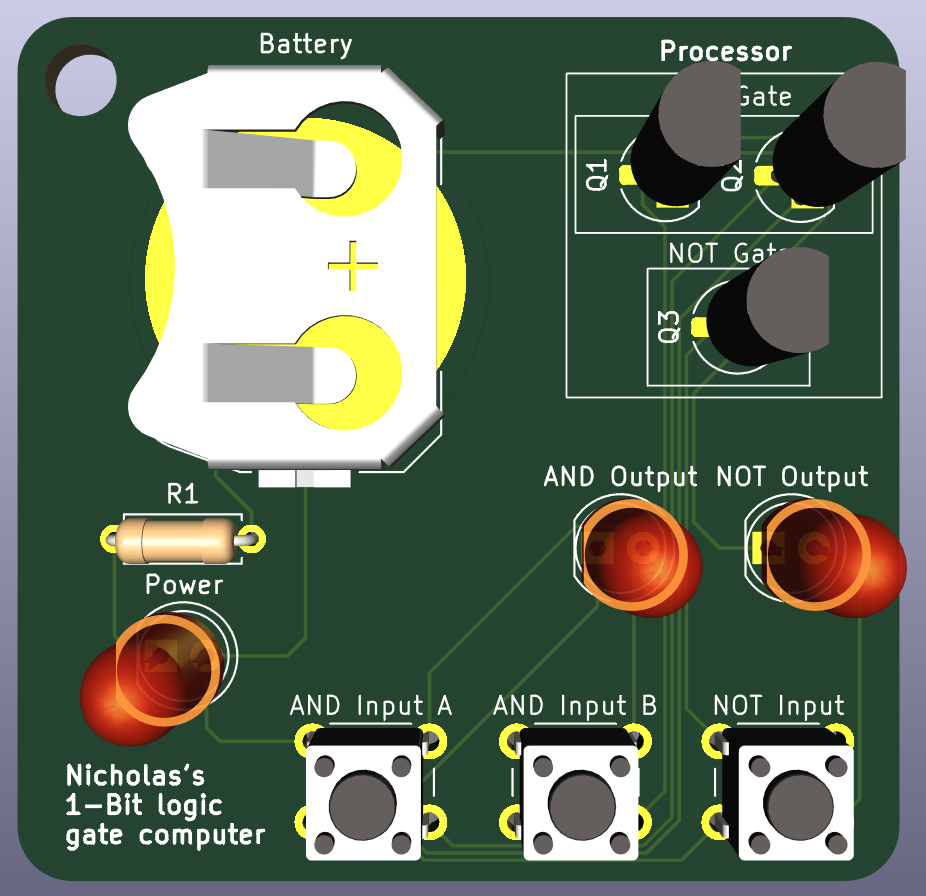 Battery
Processor
Gate
Q1
Q2
NOT Gate
Q3
AND Output
NOT Output
R1
Power
AND Input A
AND Input B
NOT Input
Nicholas's
1-Bit logic
gate computer